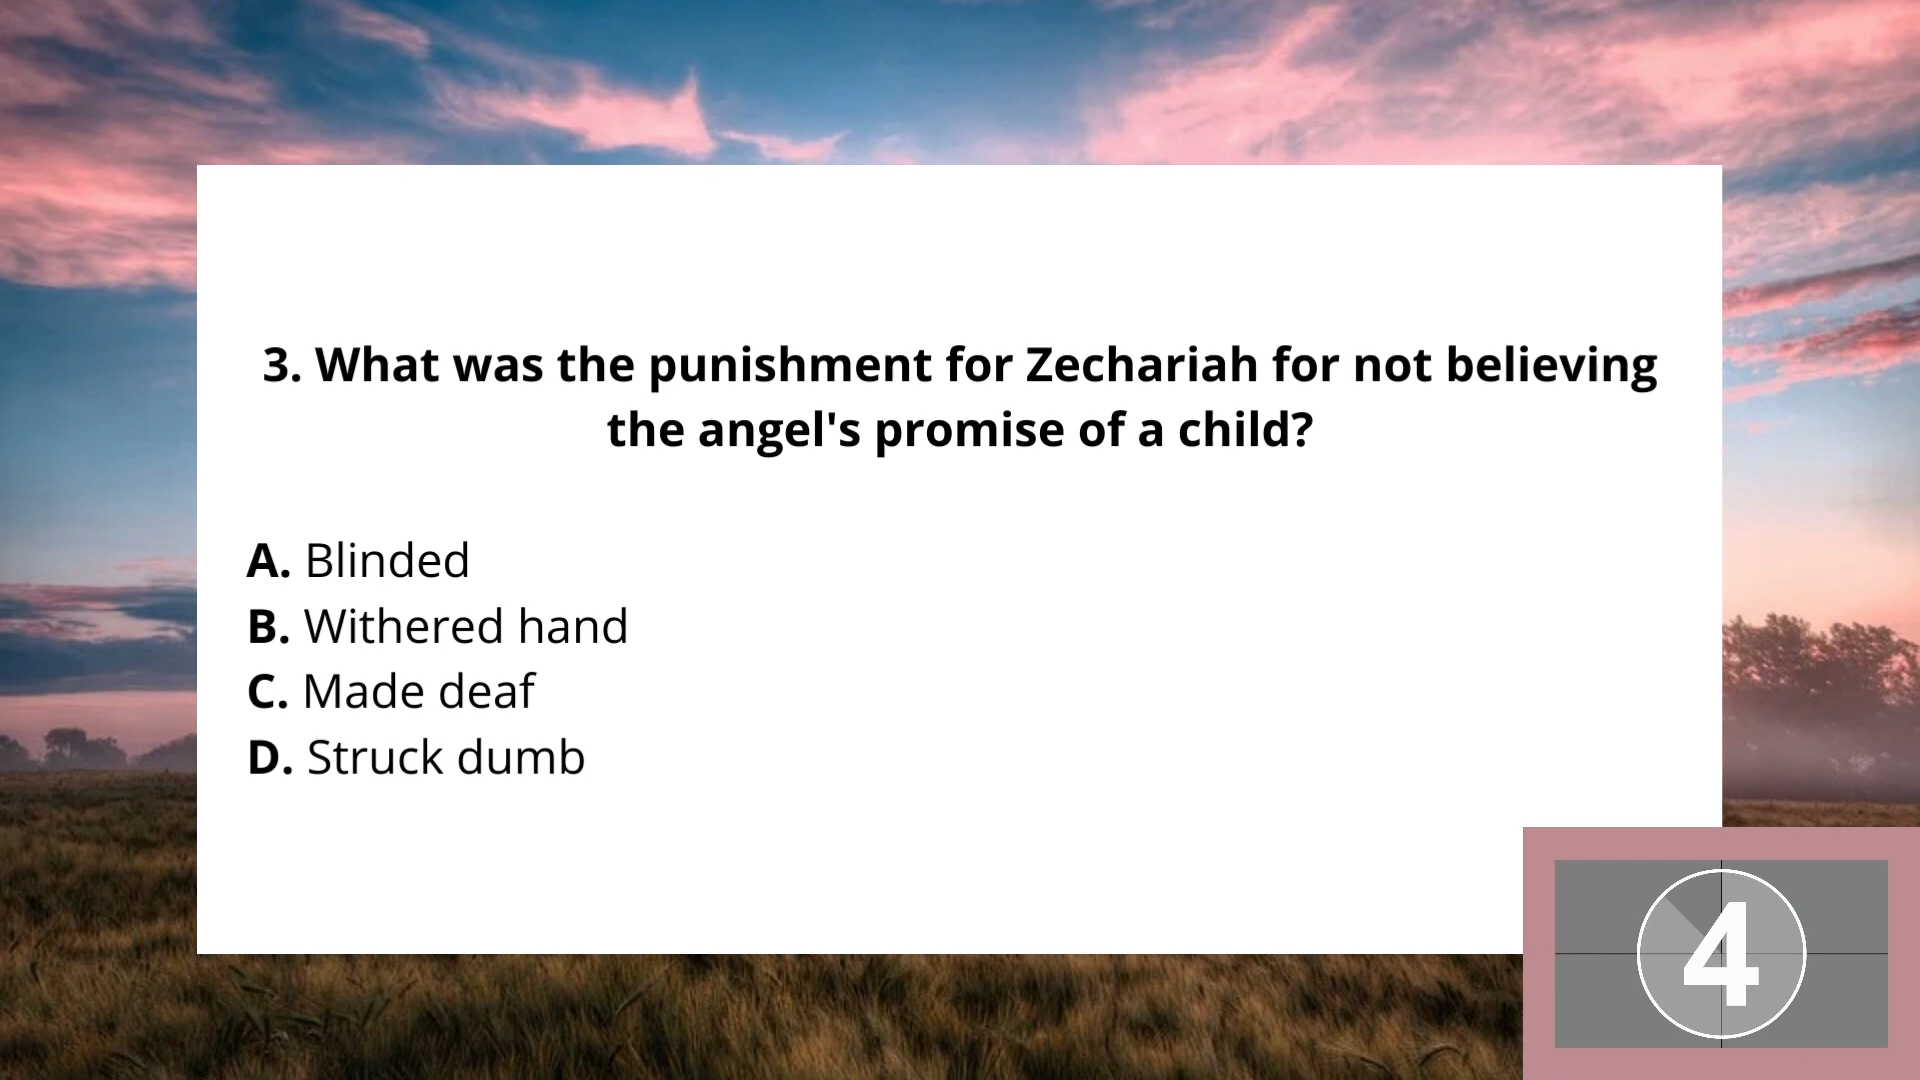 3. What was the punishment for Zechariah for not believing
the angel's promise of a child?
A. Blinded
B. Withered hand
C. Made deaf
D. Struck dumb
4